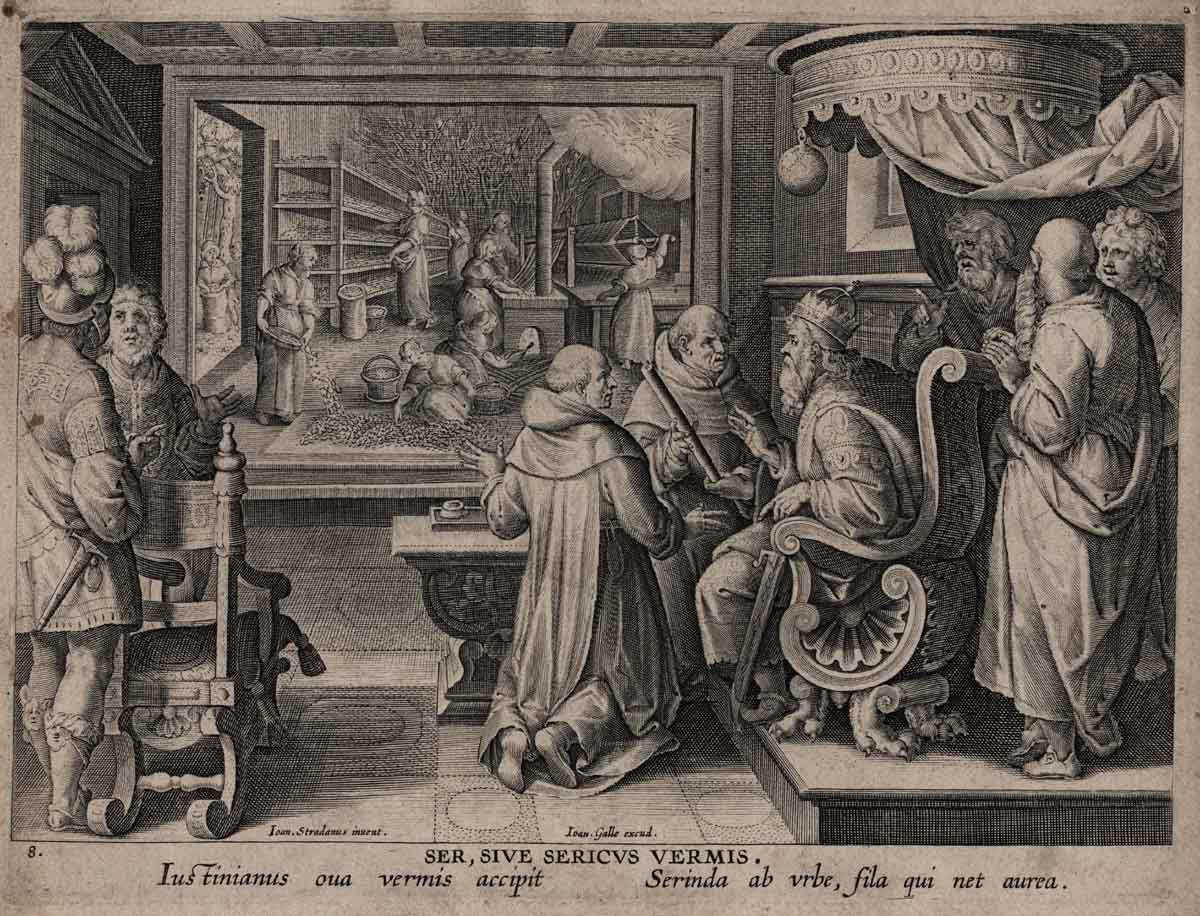 Ioan. Stradanus invent.
Ioan. Galle excud.
8.
SER, SIVE SERICVS VERMIS.
Iustinianus oua vermis accipit Serinda ab vrbe, fila qui net aurea.